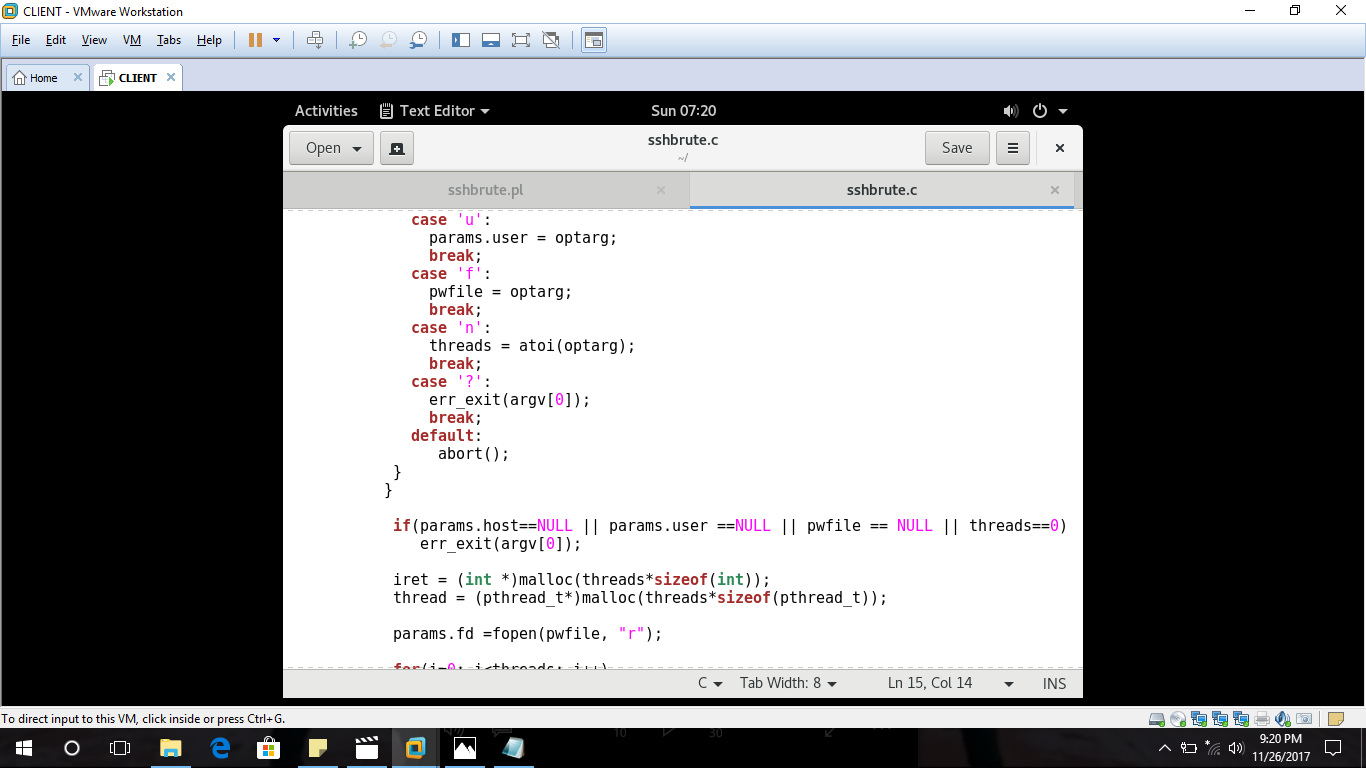 CLIENT - VMware Workstation
File Edit View VM Tabs Help
Home CLIENT
Activities Text Editor Sun 07:20
Open sshbrute.c Save
~/
sshbrute.pl sshbrute.c
case 'u':
params.user = optarg;
break;
case 'f':
pwfile = optarg;
break;
case 'n':
threads = atoi(optarg);
break;
case '?':
err_exit(argv[0]);
break;
default:
abort();
}
}
if(params.host==NULL || params.user ==NULL || pwfile == NULL || threads==0)
err_exit(argv[0]);
iret = (int *)malloc(threads*sizeof(int));
thread = (pthread_t*)malloc(threads*sizeof(pthread_t));
params.fd =fopen(pwfile, "r");
for(i=0; i<threads; i++)
C Tab Width: 8 Ln 15, Col 14 INS
To direct input to this VM, click inside or press Ctrl+G.
10 30
9:20 PM
11/26/2017